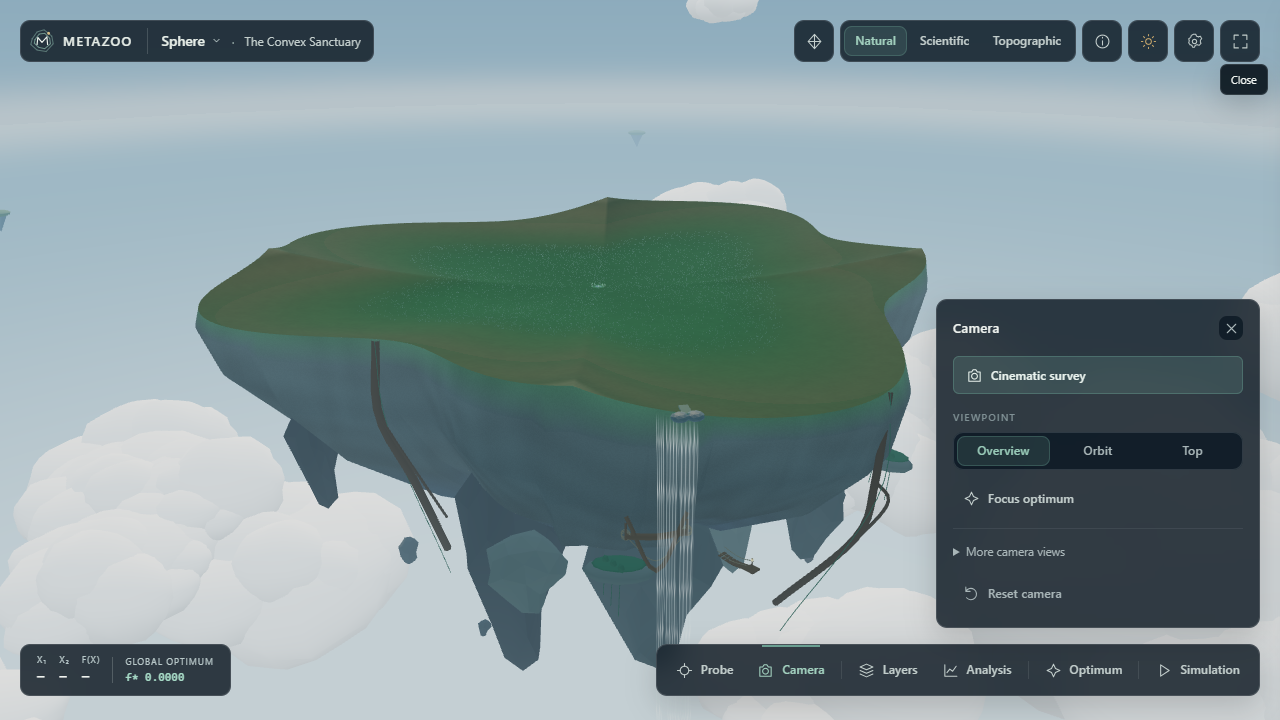 METAZOO
Sphere
· The Convex Sanctuary
Natural
Scientific
Topographic
Close
Camera
Cinematic survey
VIEWPOINT
Overview
Orbit
Top
Focus optimum
More camera views
Reset camera
X₁ X₂ F(X)
— — —
GLOBAL OPTIMUM
f★ 0.0000
Probe
Camera
Layers
Analysis
Optimum
Simulation